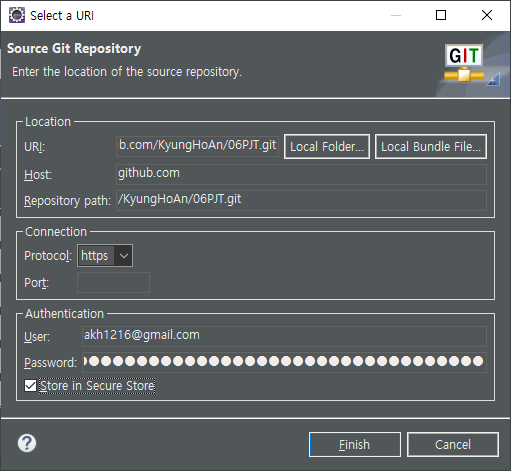 Select a URI
Source Git Repository
Enter the location of the source repository.
GIT
Location
URI: b.com/KyungHoAn/06PJT.git Local Folder... Local Bundle File...
Host: github.com
Repository path: /KyungHoAn/06PJT.git
Connection
Protocol: https
Port:
Authentication
User: akh1216@gmail.com
Password: ●●●●●●●●●●●●●●●●●●●●●●●●●●●●●●●●●●●
Store in Secure Store
? Finish Cancel